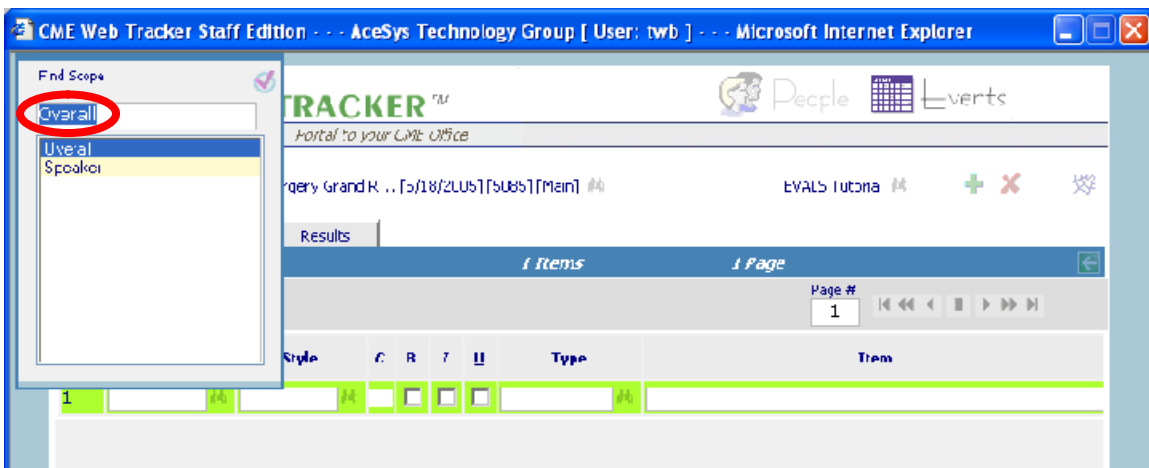 CME Web Tracker Staff Edition - - - AceSys Technology Group [ User: twb ] - - - Microsoft Internet Explorer
Find Scope
Overall
Overall
Speaker
TRACKER TM
People
Events
Portal to your CME Office
rgery Grand R... [5/18/2005][5085][Main]
EVALS Tutorial
Results
1 Items
1 Page
Page #
1
Style C B I U Type Item
1